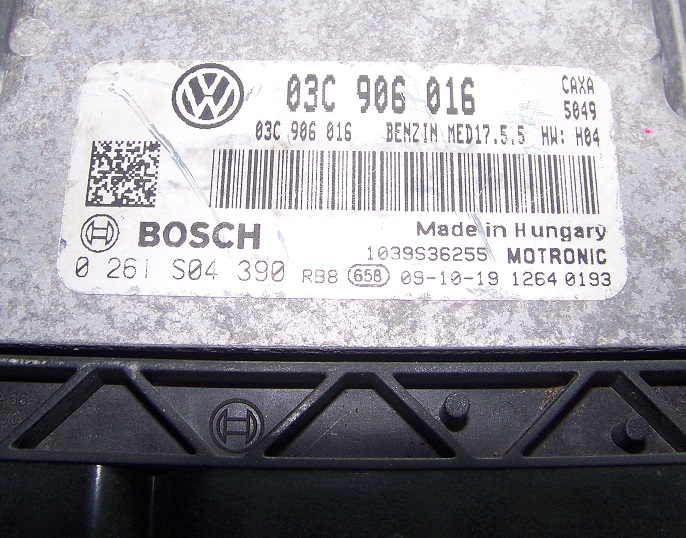 03C 906 016 CAXA
5049
03C 906 016 BENZIN MED17.5.5 HW: H04
BOSCH Made in Hungary
1039S36255 MOTRONIC
0 261 S04 390 RB8 658 09-10-19 1264 0193